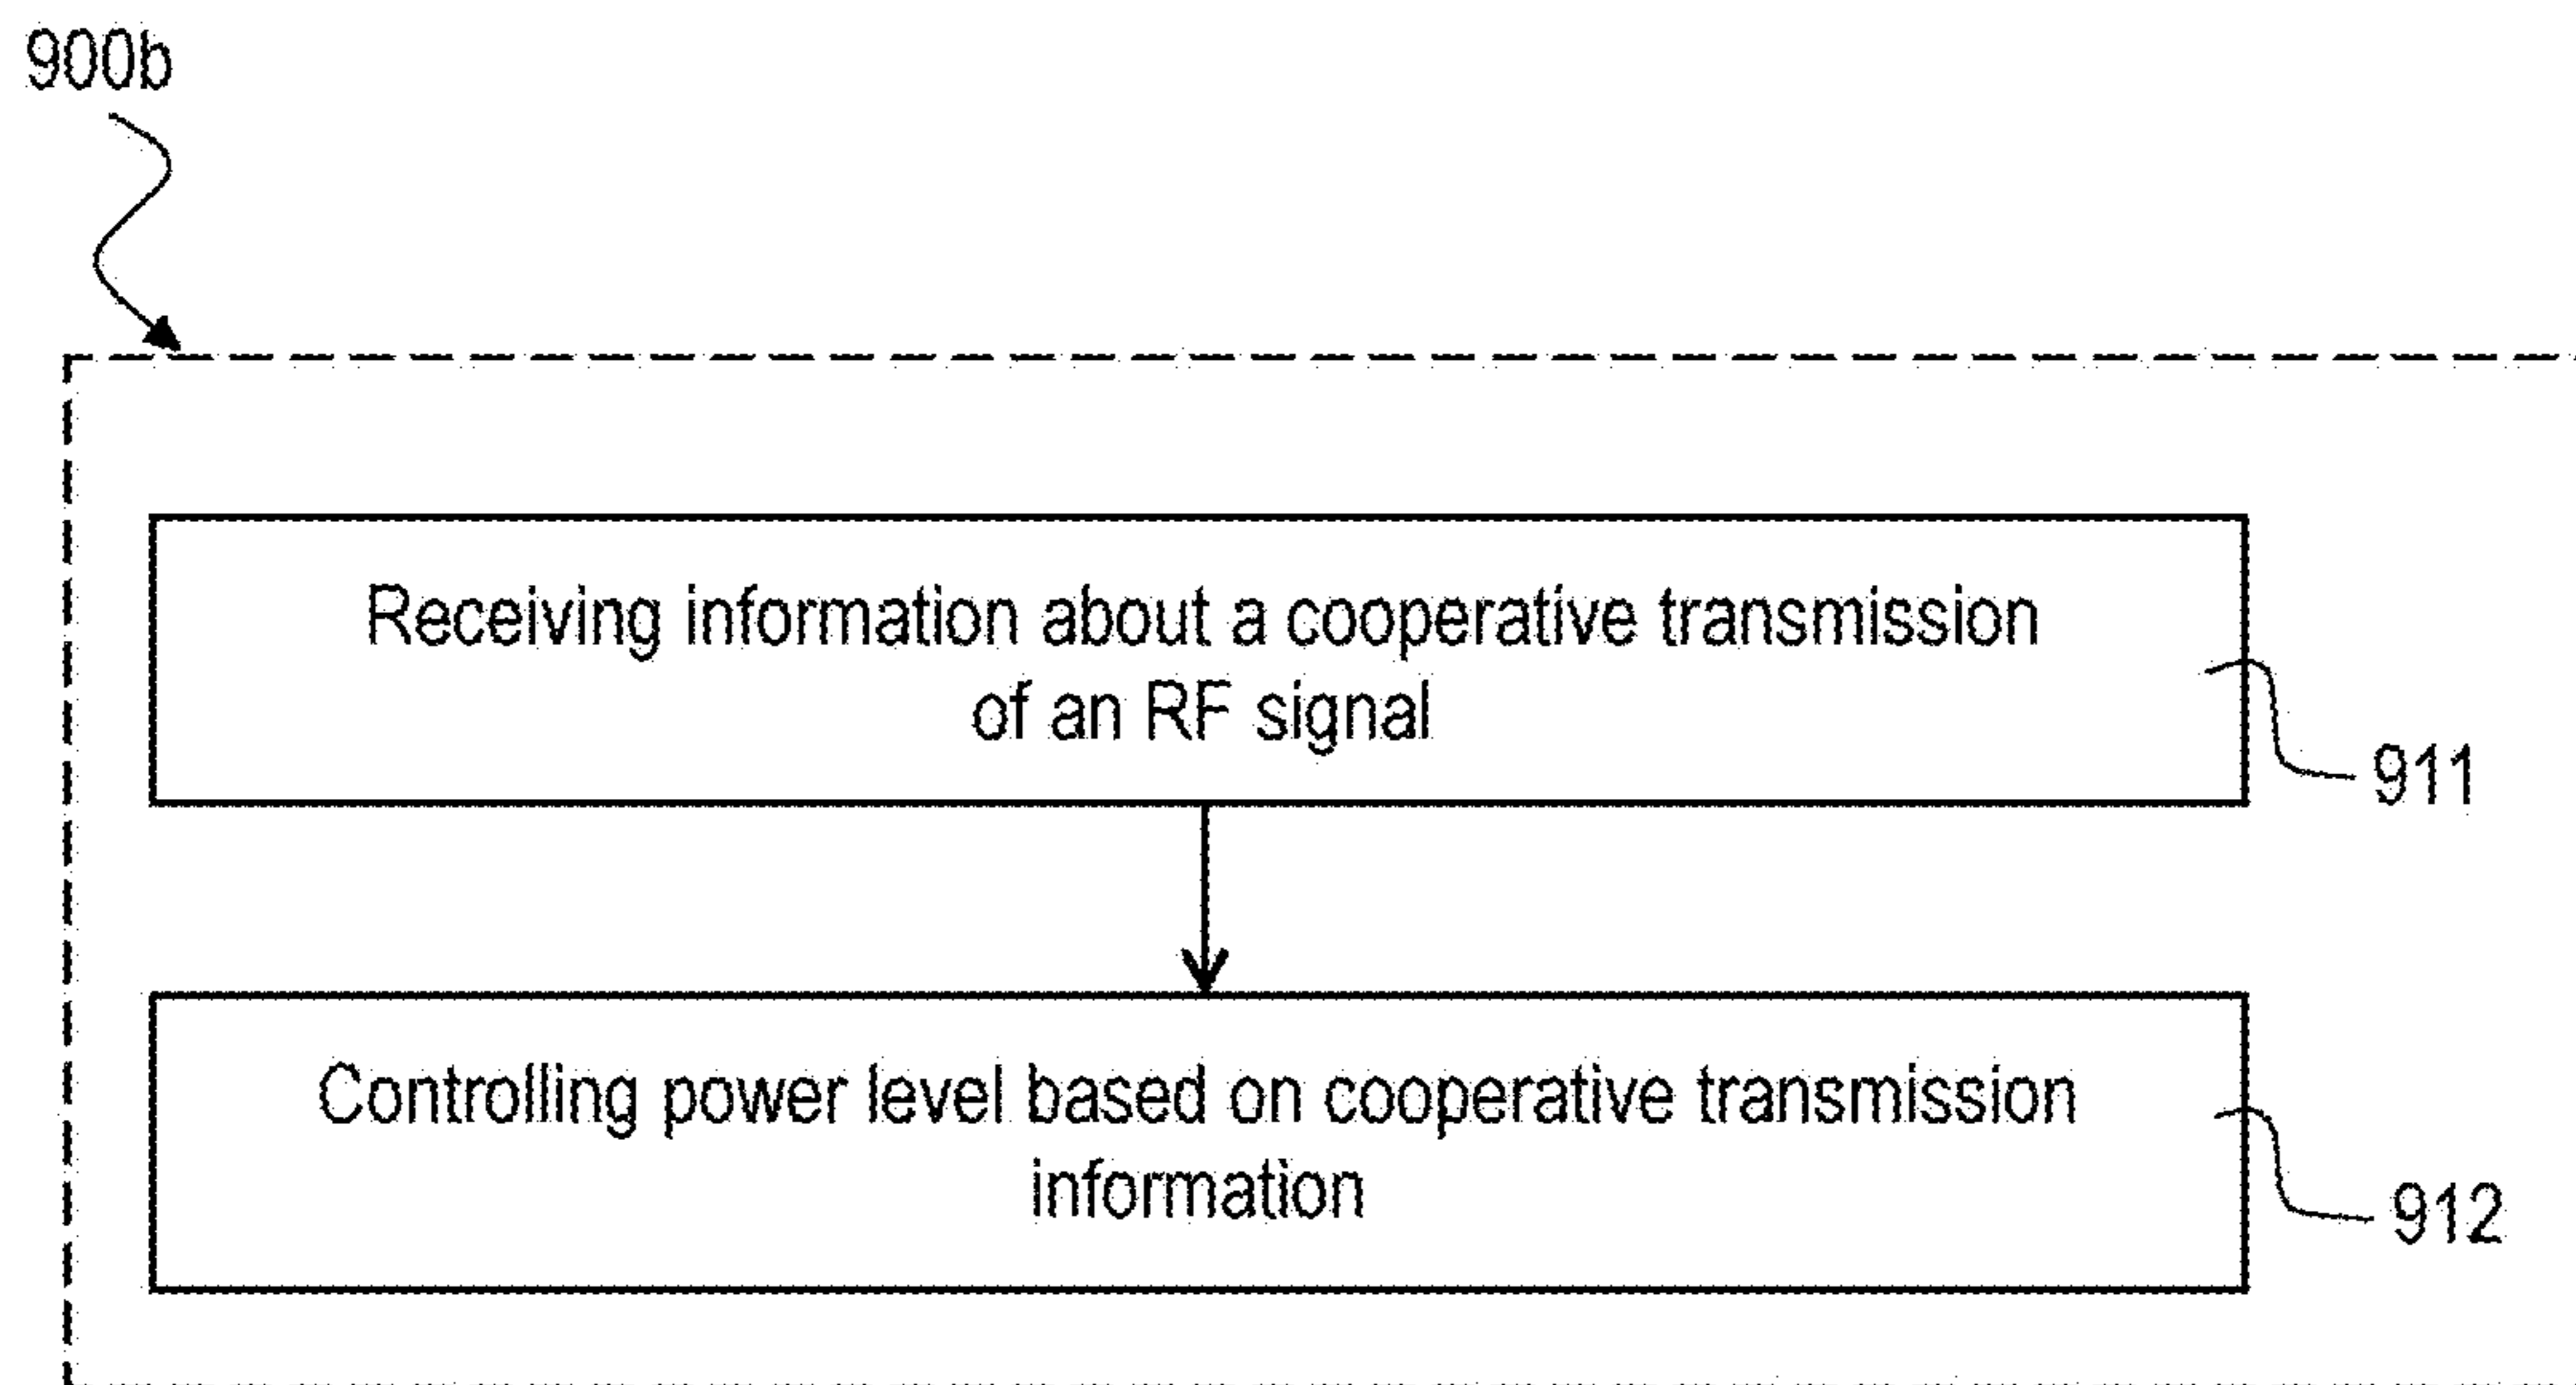 900b
Receiving information about a cooperative transmission
of an RF signal
911
Controlling power level based on cooperative transmission
information
912